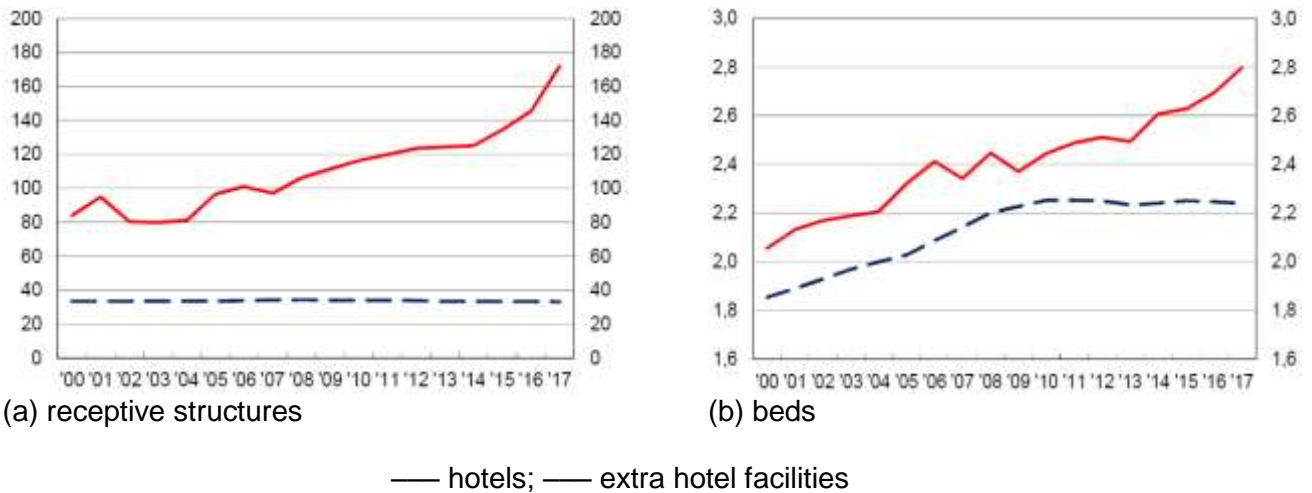 200 200 3,0 3,0
180 180 2,8 2,8
160 160
140 140 2,6 2,6
120 120 2,4 2,4
100 100
80 80 2,2 2,2
60 60 2,0 2,0
40 40 1,8 1,8
20 20
0 0 1,6 1,6
'00 '01 '02 '03 '04 '05 '06 '07 '08 '09 '10 '11 '12 '13 '14 '15 '16 '17 '00 '01 '02 '03 '04 '05 '06 '07 '08 '09 '10 '11 '12 '13 '14 '15 '16 '17
(a) receptive structures (b) beds
—— hotels; —— extra hotel facilities